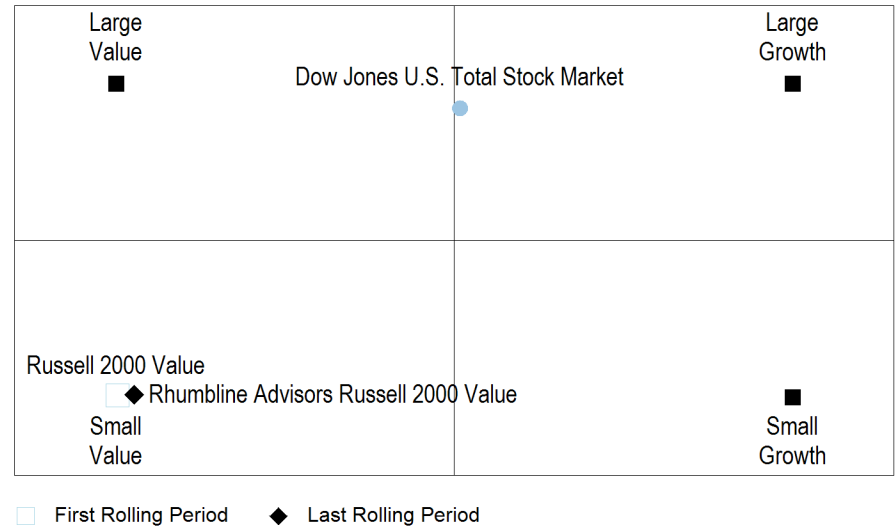 Large
Value
Large
Growth
Dow Jones U.S. Total Stock Market
Russell 2000 Value
Rhumbline Advisors Russell 2000 Value
Small
Value
Small
Growth
First Rolling Period
Last Rolling Period